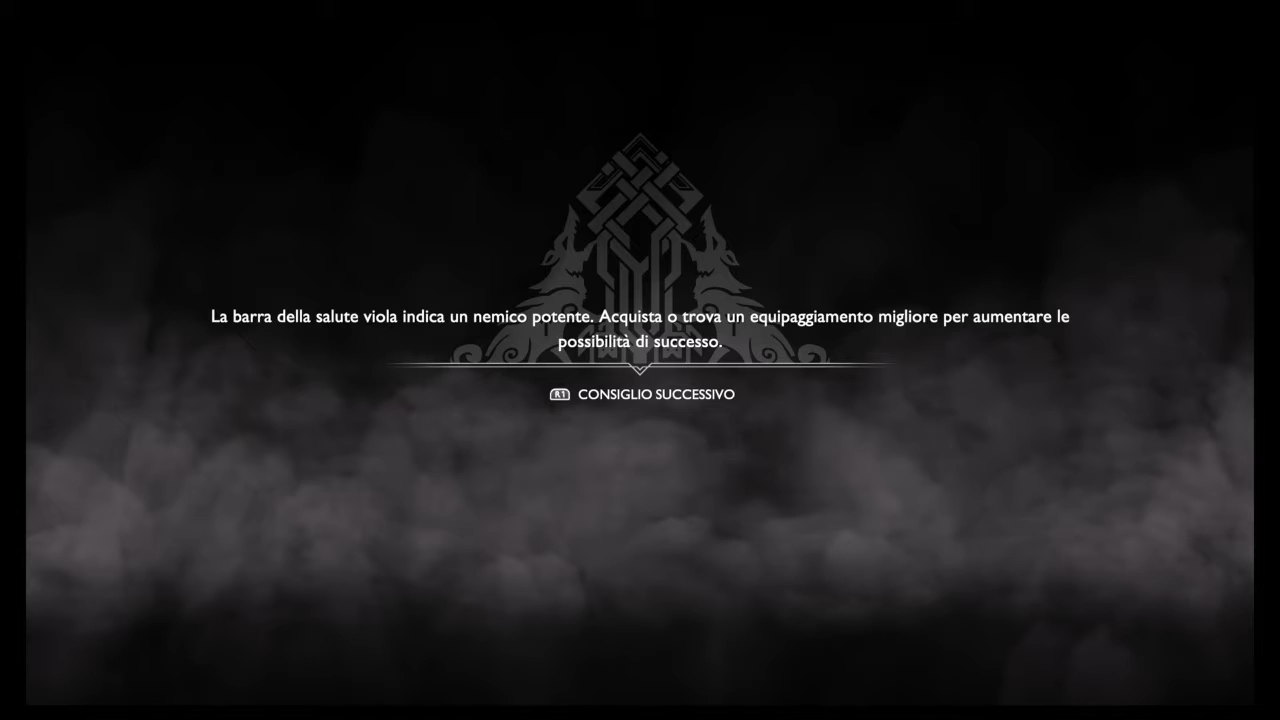 La barra della salute viola indica un nemico potente. Acquista o trova un equipaggiamento migliore per aumentare le
possibilità di successo.
R1 CONSIGLIO SUCCESSIVO